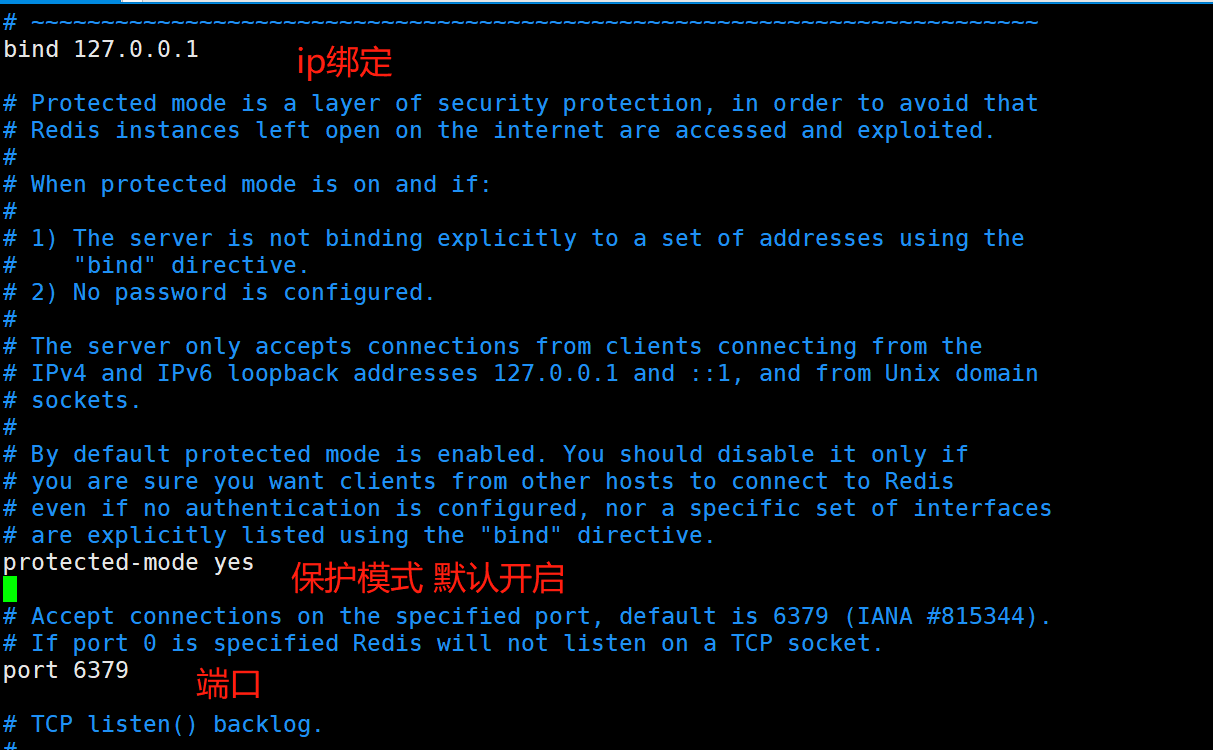 # ~~~~~~~~~~~~~~~~~~~~~~~~~~~~~~~~~~~~~~~~~~~~~~~~~~~~~~~~~~~~~~~~~~~~~~~~
bind 127.0.0.1
ip绑定
# Protected mode is a layer of security protection, in order to avoid that
# Redis instances left open on the internet are accessed and exploited.
#
# When protected mode is on and if:
#
# 1) The server is not binding explicitly to a set of addresses using the
#    "bind" directive.
# 2) No password is configured.
#
# The server only accepts connections from clients connecting from the
# IPv4 and IPv6 loopback addresses 127.0.0.1 and ::1, and from Unix domain
# sockets.
#
# By default protected mode is enabled. You should disable it only if
# you are sure you want clients from other hosts to connect to Redis
# even if no authentication is configured, nor a specific set of interfaces
# are explicitly listed using the "bind" directive.
protected-mode yes
保护模式 默认开启
# Accept connections on the specified port, default is 6379 (IANA #815344).
# If port 0 is specified Redis will not listen on a TCP socket.
port 6379
端口
# TCP listen() backlog.
#